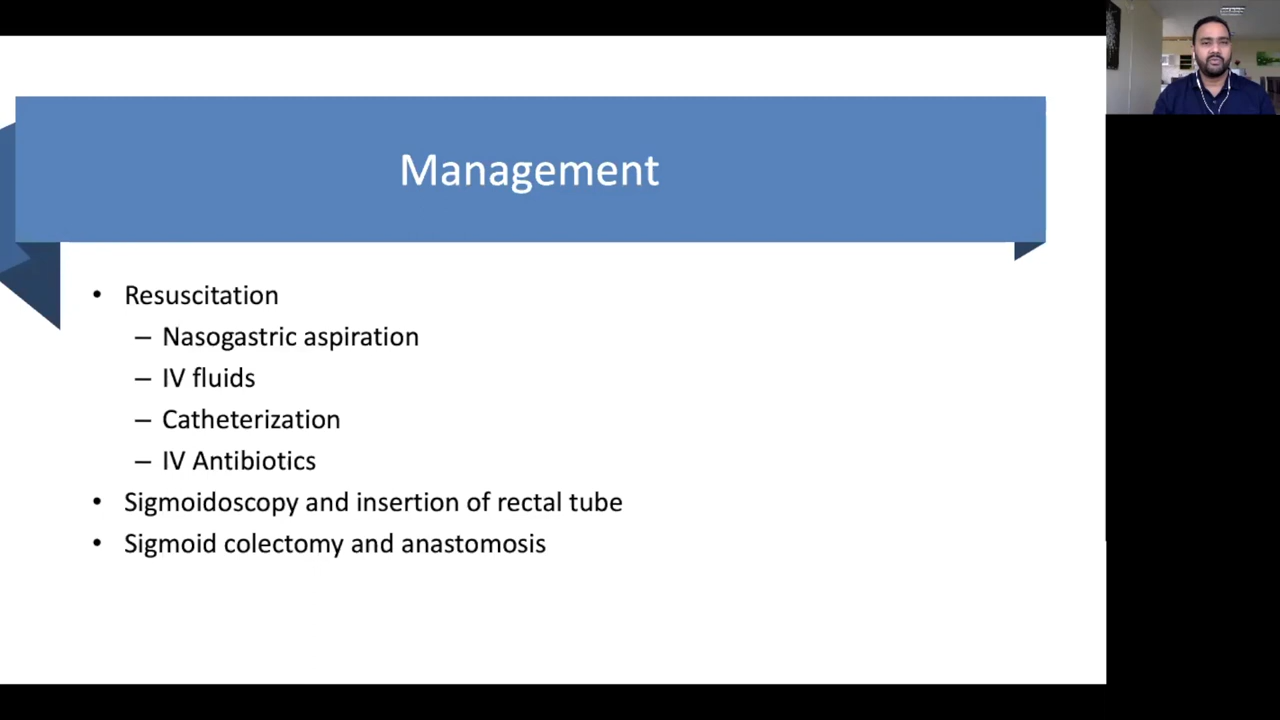 Management
• Resuscitation
– Nasogastric aspiration
– IV fluids
– Catheterization
– IV Antibiotics
• Sigmoidoscopy and insertion of rectal tube
• Sigmoid colectomy and anastomosis